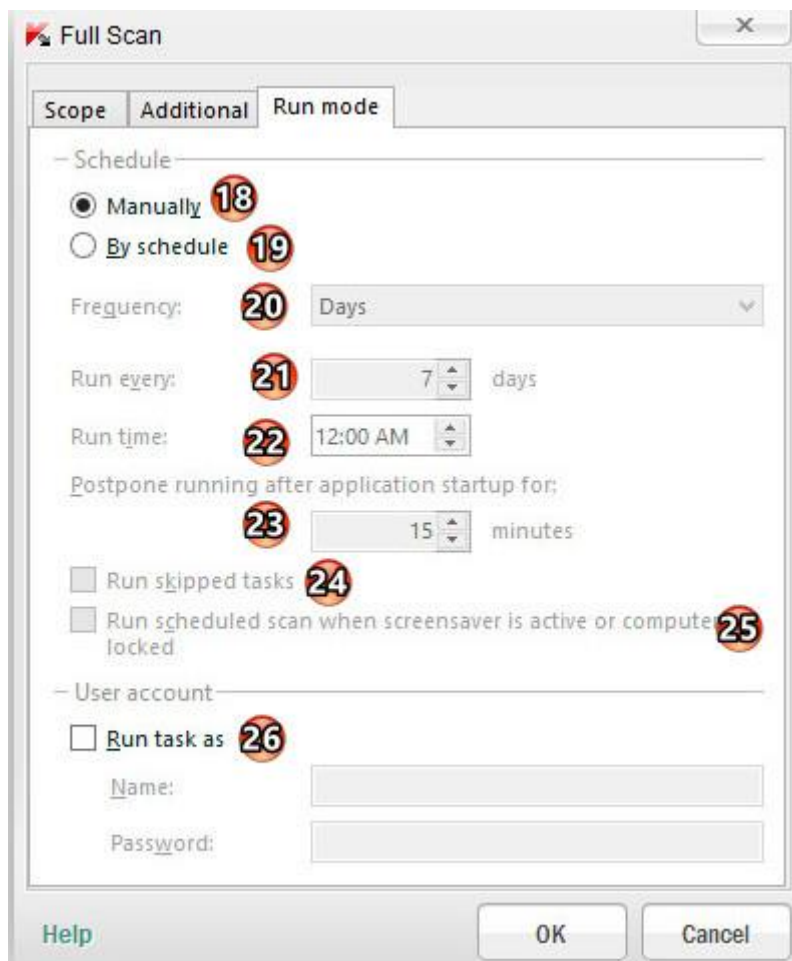 Full Scan
Scope Additional Run mode
Schedule
Manually 18
By schedule 19
Frequency: 20 Days
Run every: 21 7 days
Run time: 22 12:00 AM
Postpone running after application startup for:
23 15 minutes
Run skipped tasks 24
Run scheduled scan when screensaver is active or computer 25
locked
User account
Run task as 26
Name:
Password:
Help OK Cancel